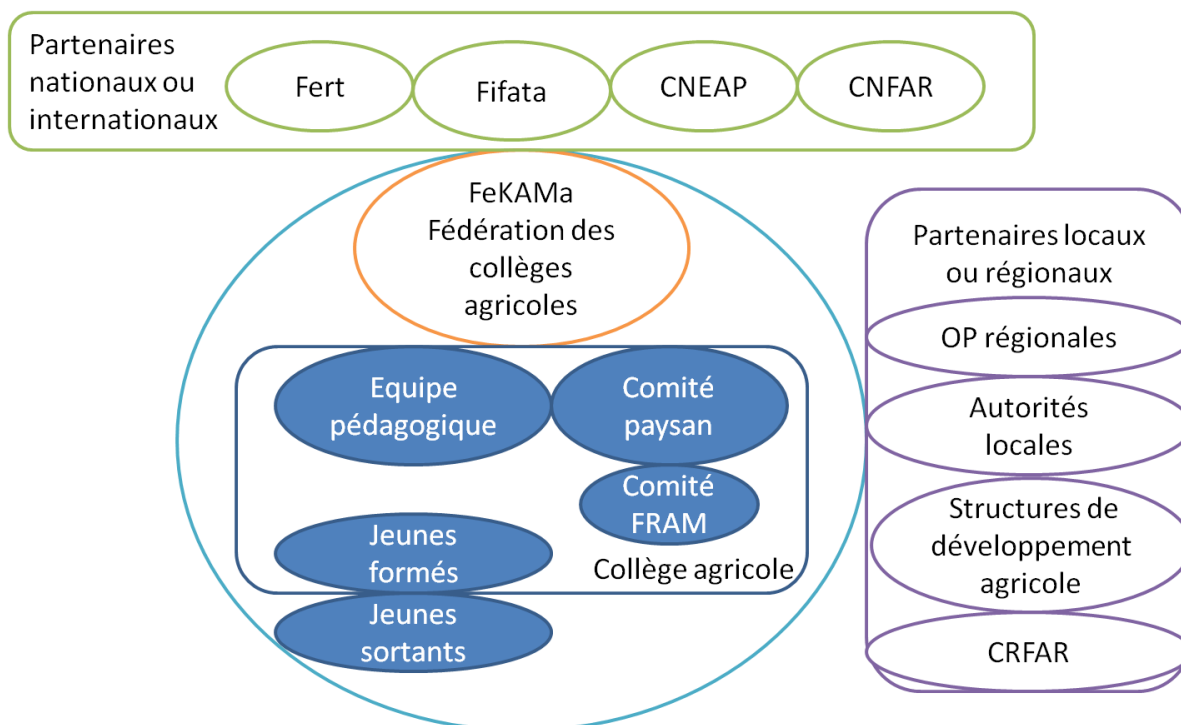 Partenaires
nationaux ou
internationaux
Fert
Fifata
CNEAP
CNFAR
FeKAMa
Fédération des
collèges
agricoles
Equipe
pédagogique
Comité
paysan
Comité
FRAM
Jeunes
formés
Collège agricole
Jeunes
sortants
Partenaires locaux
ou régionaux
OP régionales
Autorités
locales
Structures de
développement
agricole
CRFAR